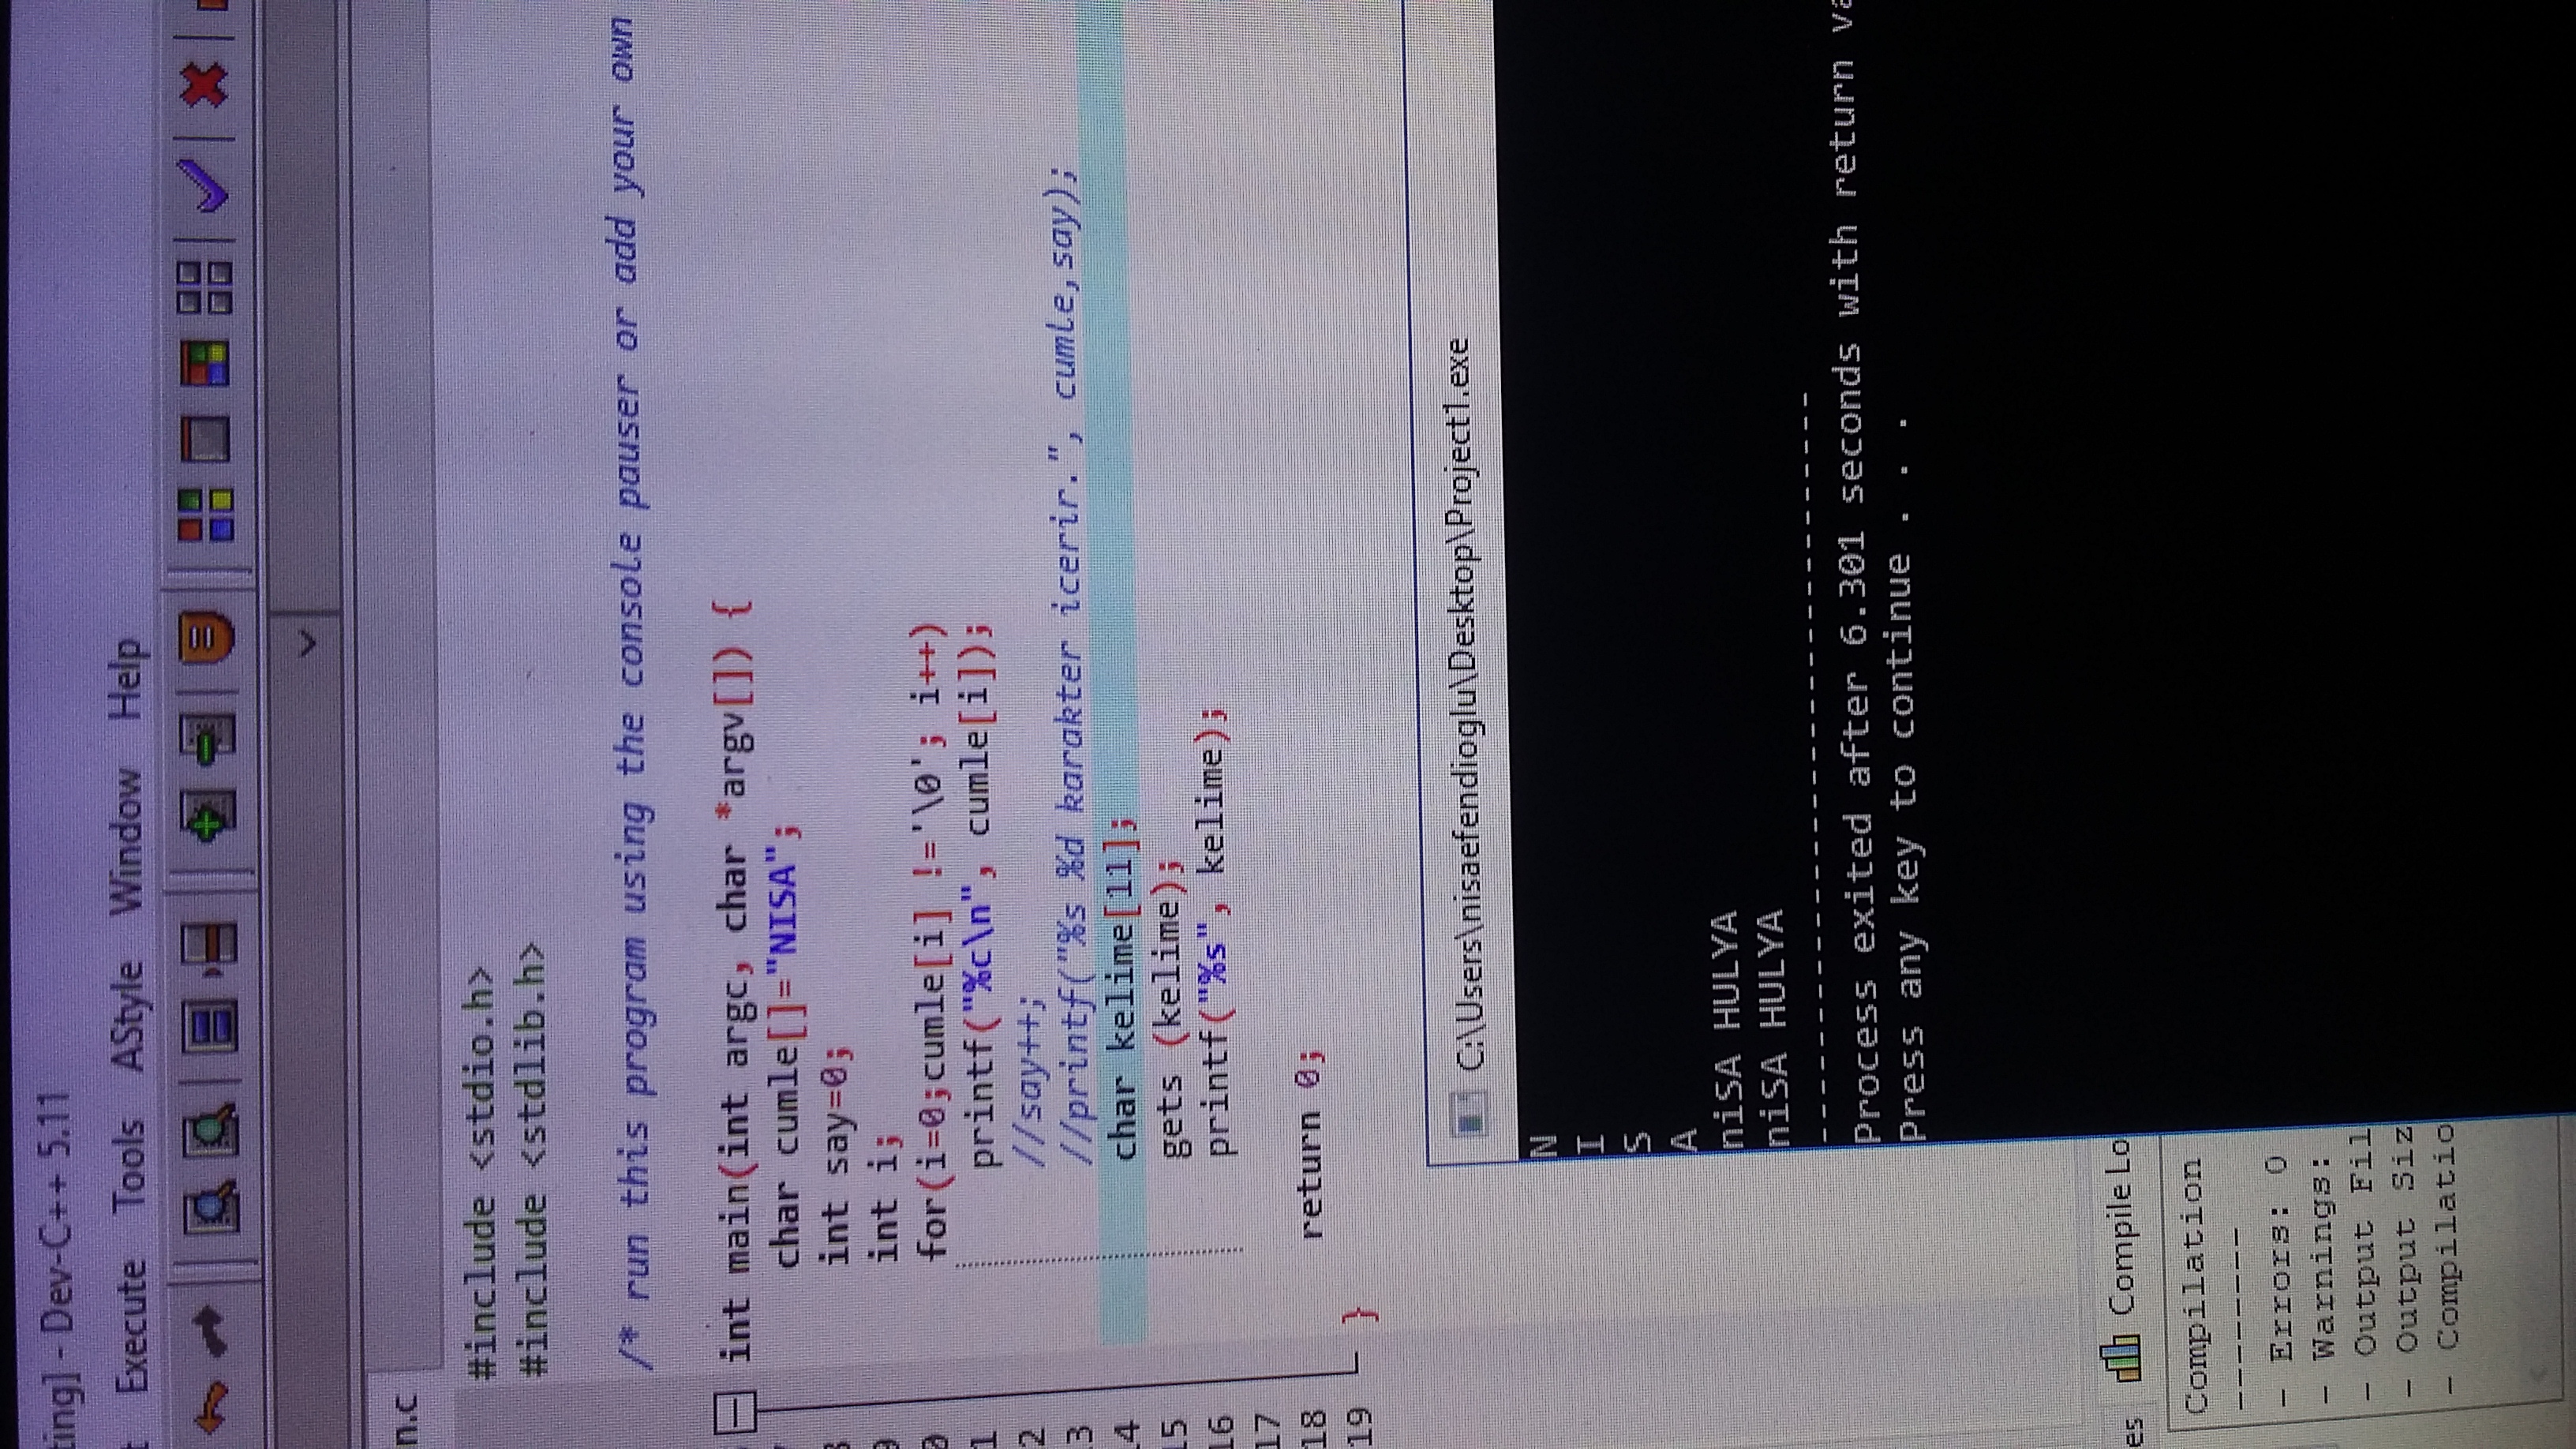 ting] - Dev-C++ 5.11
t Execute Tools AStyle Window Help
n.c
#include <stdio.h>
#include <stdlib.h>
/* run this program using the console pauser or add your own
int main(int argc, char *argv[]) {
char cumle[]="NISA";
8 int say=0;
9 int i;
0 for(i=0;cumle[i] !='\0'; i++)
1 printf("%c\n", cumle[i]);
2 //say++;
3 //printf("%s %d karakter icerir.", cumle,say);
4 char kelime[11];
15 gets (kelime);
16 printf("%s", kelime);
17
18 return 0;
19 }
C:\Users\nisaefendioglu\Desktop\Project1.exe
N
I
S
A
niSA HULYA
niSA HULYA
--------------------------------
Process exited after 6.301 seconds with return va
Press any key to continue . . .
es Compile Lo
Compilation
--------
- Errors: 0
- Warnings:
- Output Fil
- Output Siz
- Compilatio